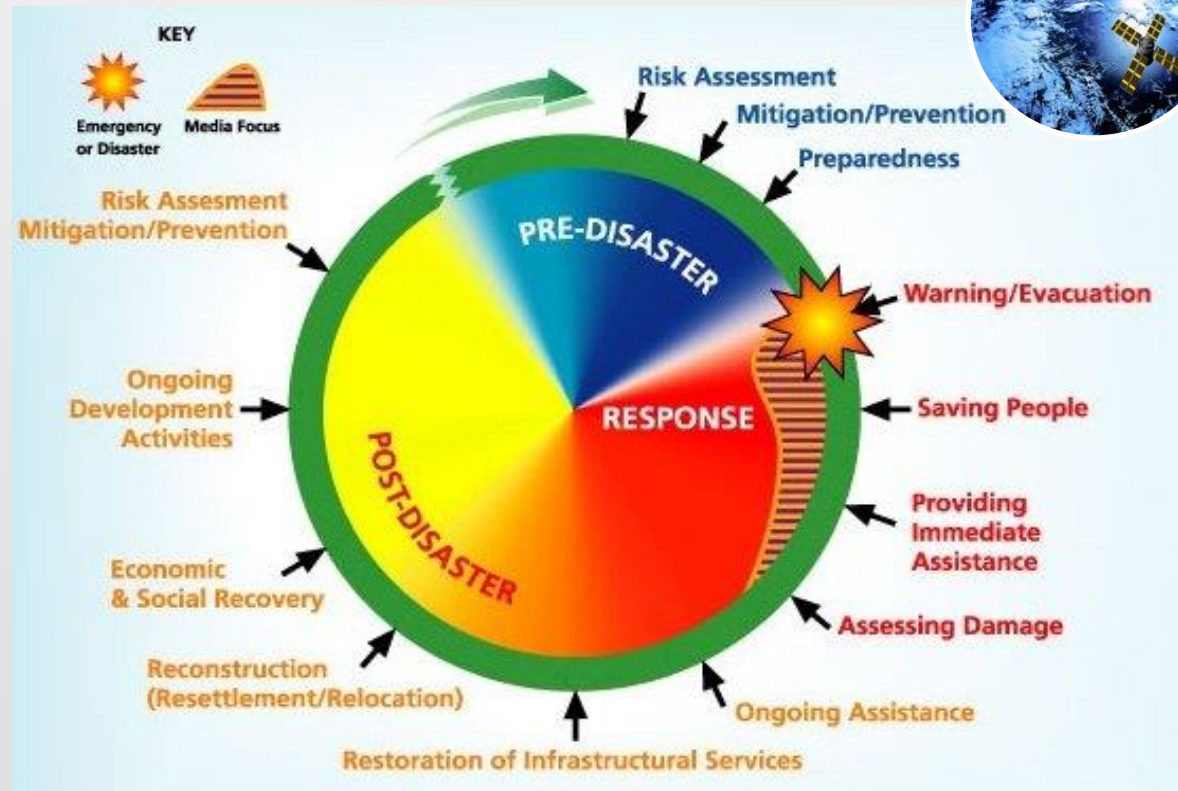 KEY
Emergency
or Disaster
Media Focus
Risk Assessment
Mitigation/Prevention
Preparedness
Warning/Evacuation
Saving People
Providing
Immediate
Assistance
Assessing Damage
Ongoing Assistance
Restoration of Infrastructural Services
Reconstruction
(Resettlement/Relocation)
Economic
& Social Recovery
Ongoing
Development
Activities
Risk Assesment
Mitigation/Prevention
PRE-DISASTER
RESPONSE
POST-DISASTER